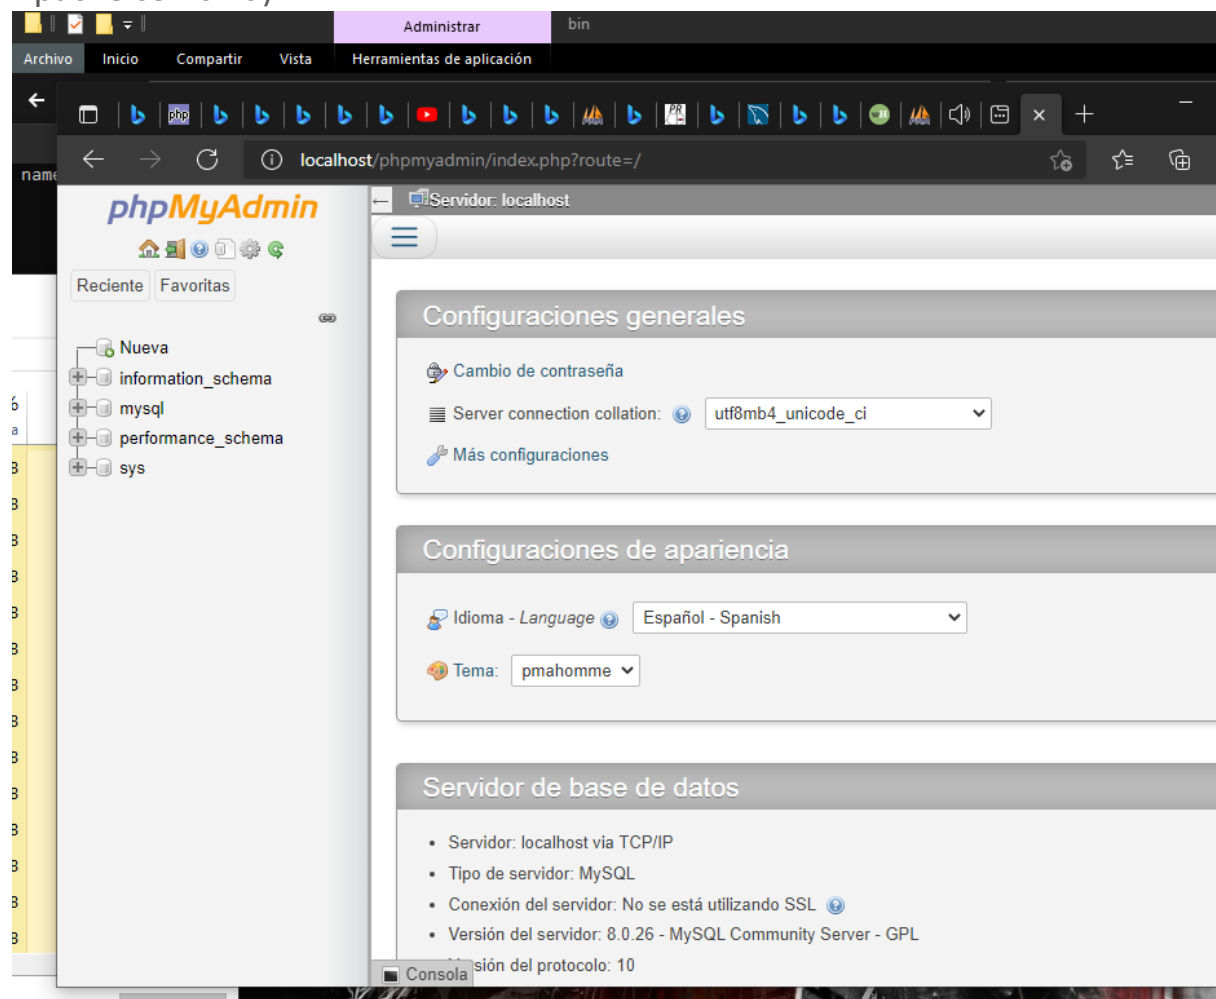 Administrar
bin
Archivo Inicio Compartir Vista Herramientas de aplicación
localhost/phpmyadmin/index.php?route=/
name
phpMyAdmin
Reciente Favoritas
Nueva
information_schema
mysql
performance_schema
sys
Servidor: localhost
Configuraciones generales
Cambio de contraseña
Server connection collation: utf8mb4_unicode_ci
Más configuraciones
Configuraciones de apariencia
Idioma - Language Español - Spanish
Tema: pmahomme
Servidor de base de datos
• Servidor: localhost via TCP/IP
• Tipo de servidor: MySQL
• Conexión del servidor: No se está utilizando SSL
• Versión del servidor: 8.0.26 - MySQL Community Server - GPL
sión del protocolo: 10
Consola